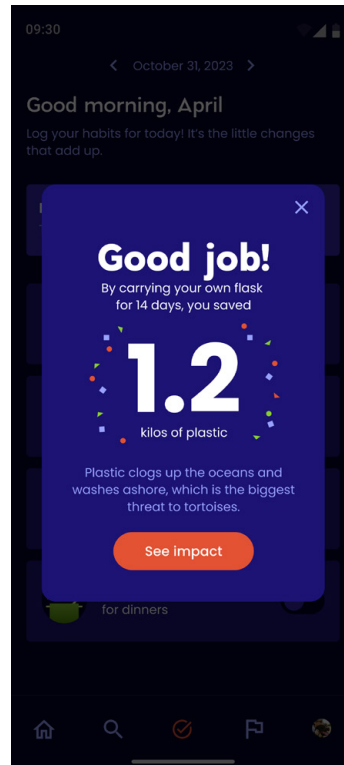 09:30
October 31, 2023
Good morning, April
Log your habits for today! It's the little changes
that add up.
Good job!
By carrying your own flask
for 14 days, you saved
1.2
kilos of plastic
Plastic clogs up the oceans and
washes ashore, which is the biggest
threat to tortoises.
See impact
for dinners